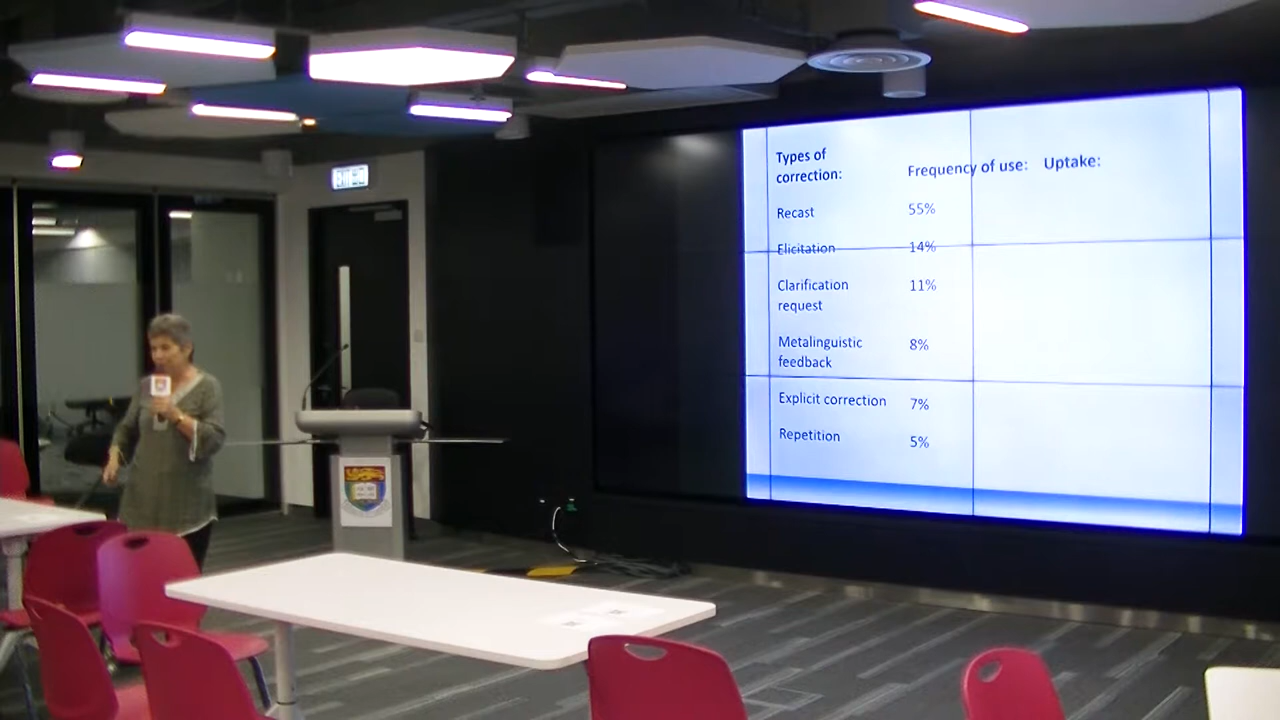 EXIT
Types of
correction:
Frequency of use: Uptake:
Recast 55%
Elicitation 14%
Clarification 11%
request
Metalinguistic 8%
feedback
Explicit correction 7%
Repetition 5%